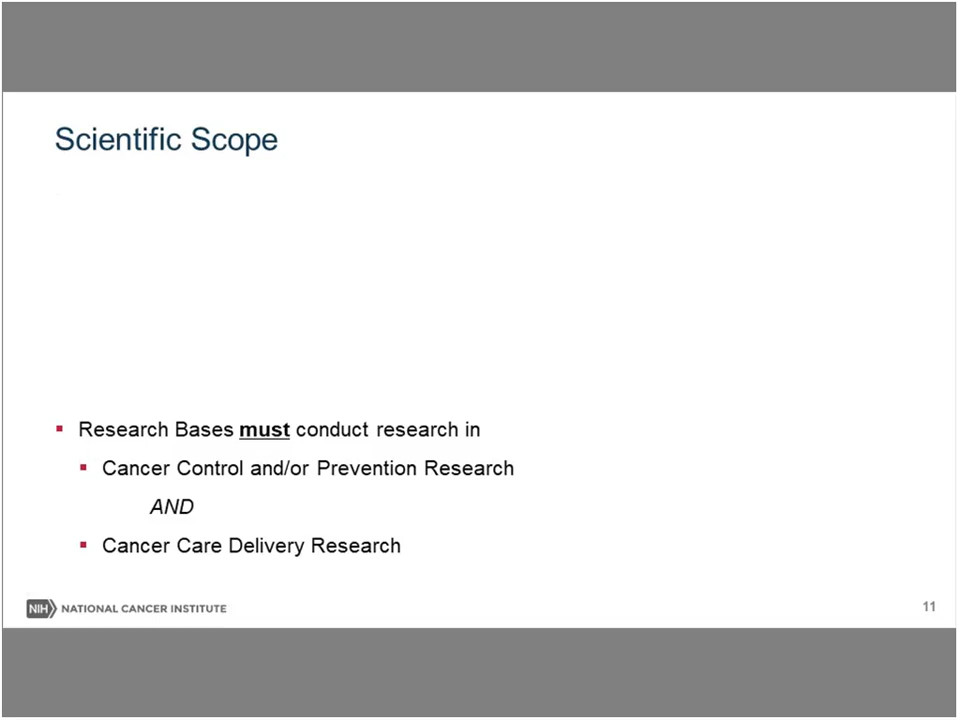 Scientific Scope
▪ Research Bases must conduct research in
▪ Cancer Control and/or Prevention Research
AND
▪ Cancer Care Delivery Research
NIH NATIONAL CANCER INSTITUTE
11